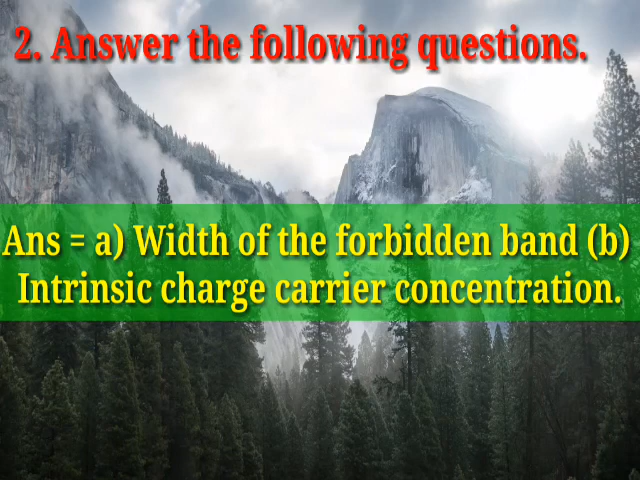 2. Answer the following questions.
Ans = a) Width of the forbidden band (b)
Intrinsic charge carrier concentration.